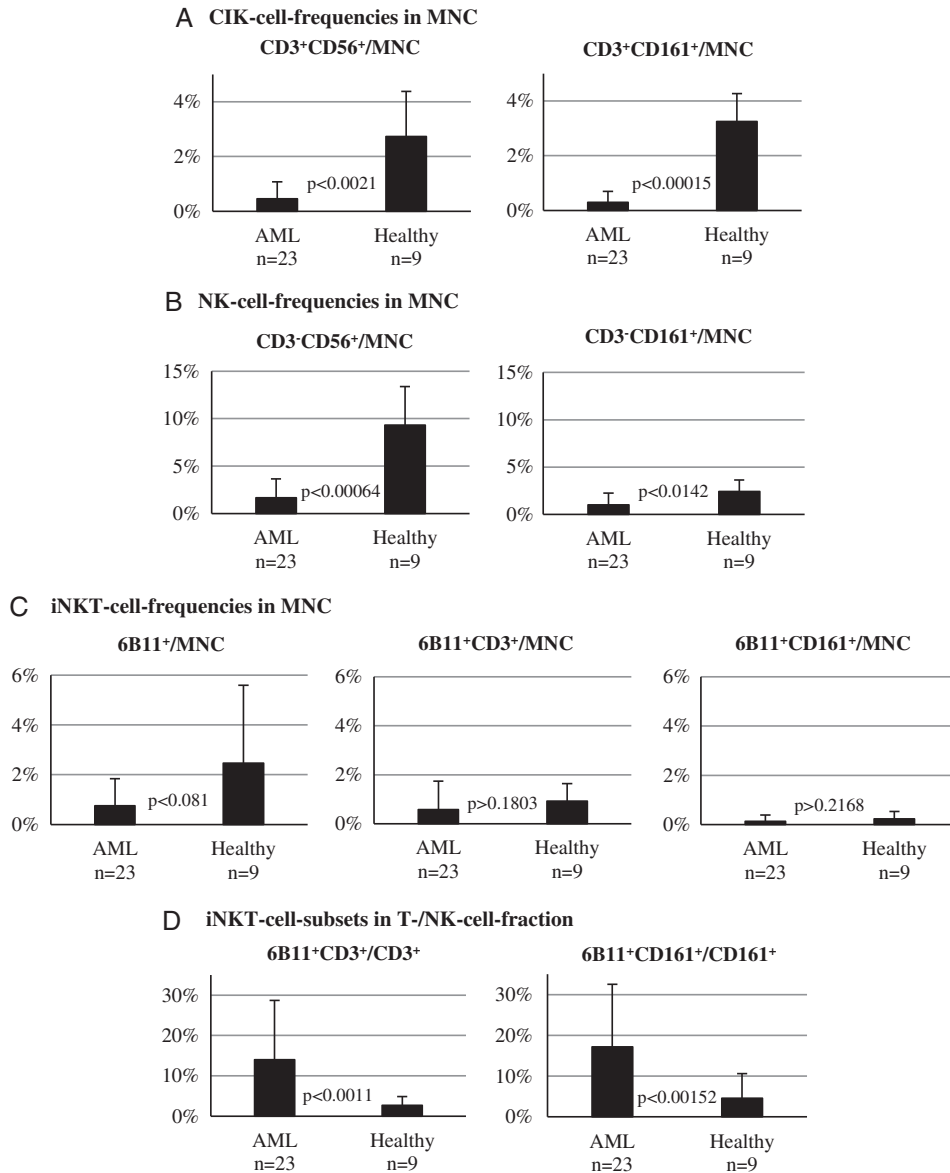 A CIK-cell-frequencies in MNC
CD3⁺CD56⁺/MNC
4%
2%
0%
p<0.0021
AML
n=23
Healthy
n=9
CD3⁺CD161⁺/MNC
4%
2%
0%
p<0.00015
AML
n=23
Healthy
n=9
B NK-cell-frequencies in MNC
CD3⁻CD56⁺/MNC
15%
10%
5%
0%
p<0.00064
AML
n=23
Healthy
n=9
CD3⁻CD161⁺/MNC
15%
10%
5%
0%
p<0.0142
AML
n=23
Healthy
n=9
C iNKT-cell-frequencies in MNC
6B11⁺/MNC
6%
4%
2%
0%
p<0.081
AML
n=23
Healthy
n=9
6B11⁺CD3⁺/MNC
6%
4%
2%
0%
p>0.1803
AML
n=23
Healthy
n=9
6B11⁺CD161⁺/MNC
6%
4%
2%
0%
p>0.2168
AML
n=23
Healthy
n=9
D iNKT-cell-subsets in T-/NK-cell-fraction
6B11⁺CD3⁺/CD3⁺
30%
20%
10%
0%
p<0.0011
AML
n=23
Healthy
n=9
6B11⁺CD161⁺/CD161⁺
30%
20%
10%
0%
p<0.00152
AML
n=23
Healthy
n=9